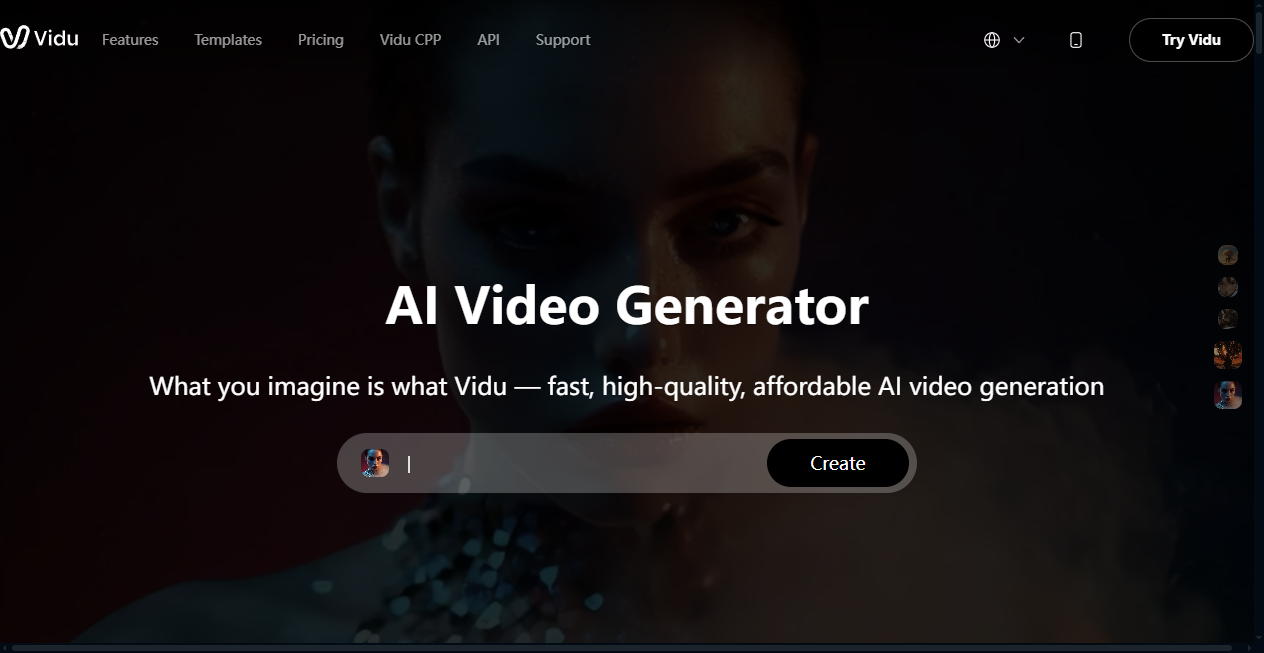 Vidu Features Templates Pricing Vidu CPP API Support Try Vidu
AI Video Generator
What you imagine is what Vidu — fast, high-quality, affordable AI video generation
Create